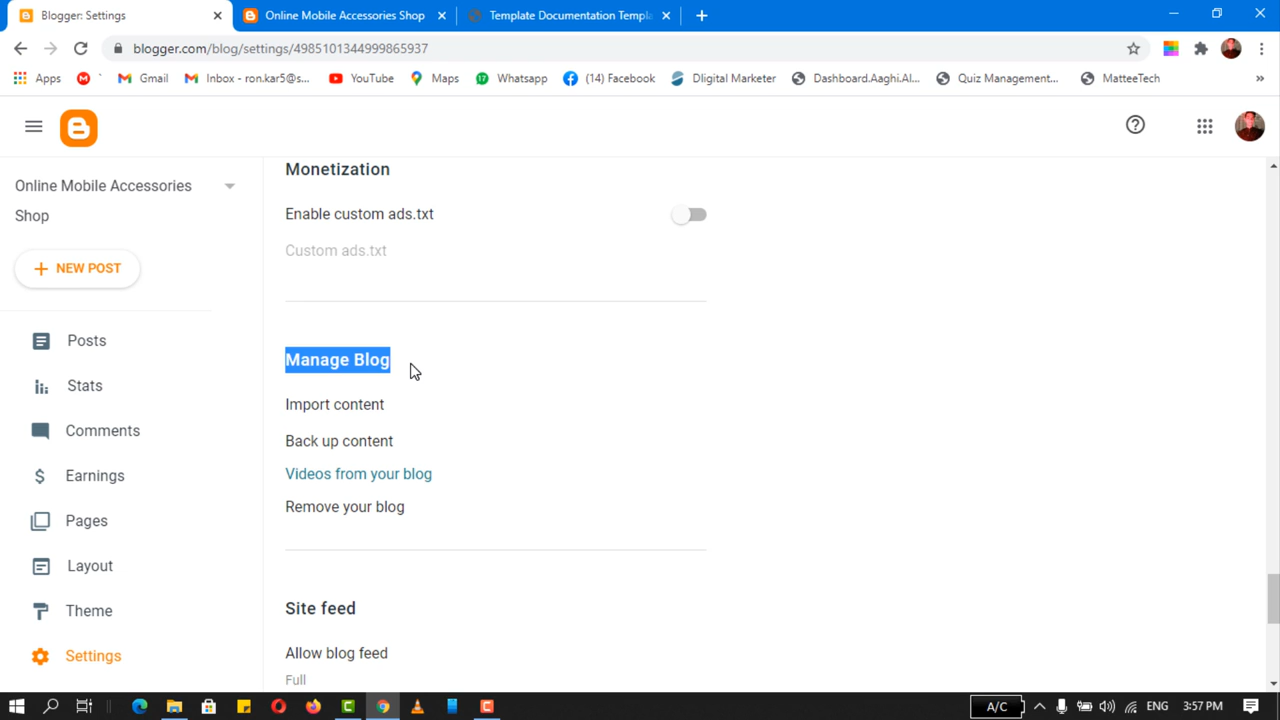 Blogger: Settings
Online Mobile Accessories Shop
Template Documentation Templa
blogger.com/blog/settings/4985101344999865937
Apps
Gmail
Inbox - ron.kar5@s...
YouTube
Maps
17
Whatsapp
(14) Facebook
DIigital Marketer
Dashboard.Aaghi.Al...
Quiz Management...
MatteeTech
»
Online Mobile Accessories
Shop
+ NEW POST
Posts
Stats
Comments
Earnings
Pages
Layout
Theme
Settings
Monetization
Enable custom ads.txt
Custom ads.txt
Manage Blog
Import content
Back up content
Videos from your blog
Remove your blog
Site feed
Allow blog feed
Full
A/C
ENG
3:57 PM